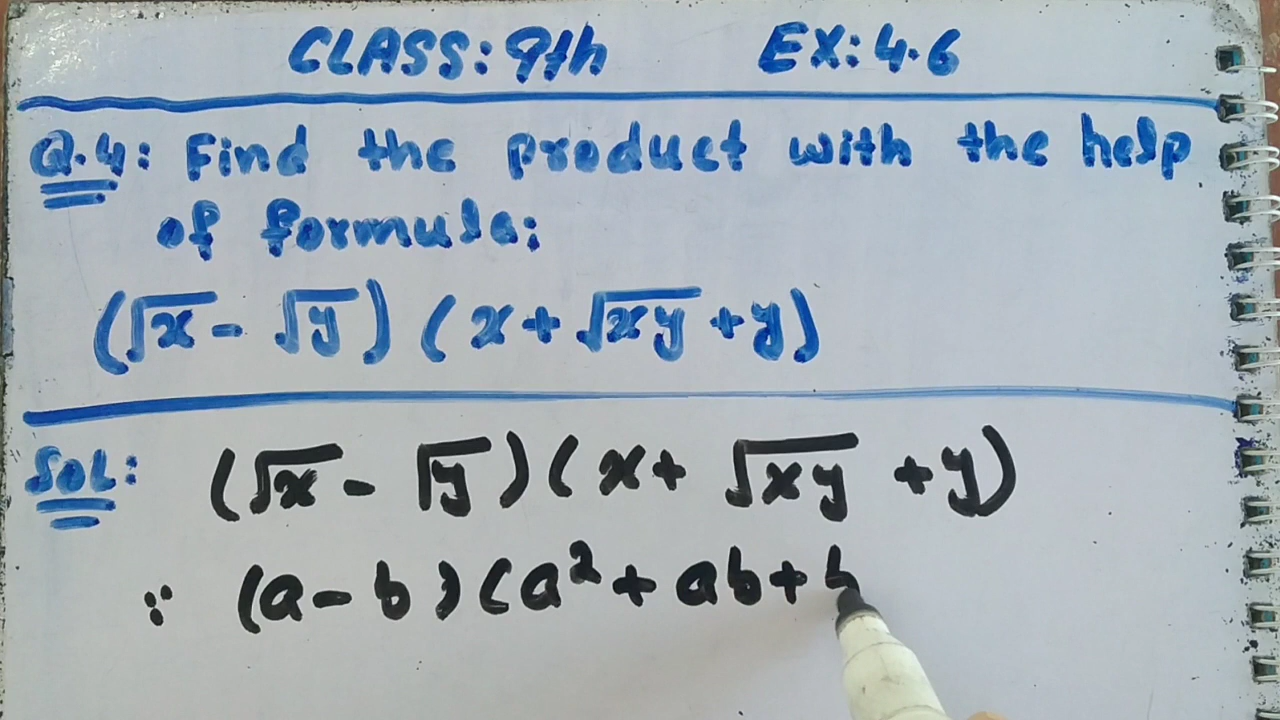 CLASS: 9th EX: 4.6
Q.4: Find the product with the help
of formula:
(√x - √y) (x + √xy + y)
SOL: (√x - √y) (x + √xy + y)
∵ (a - b) (a² + ab + b